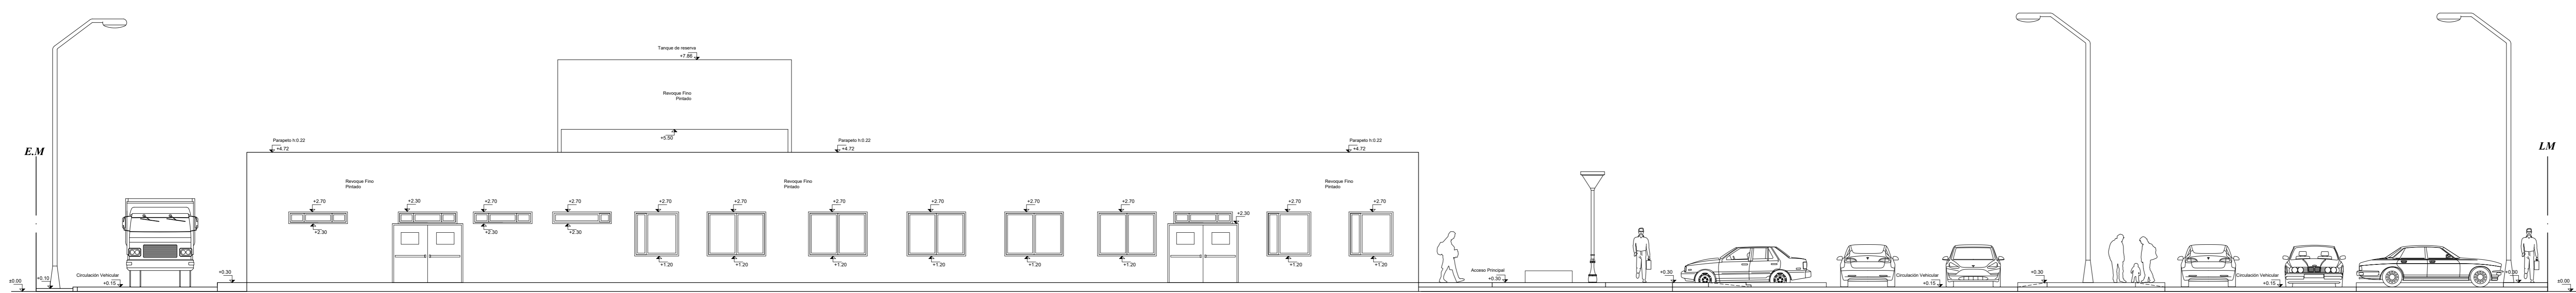 Tanque de reserva
+7.88
Revoque Fino
Pintado
+5.50
Parapeto h:0.22
+4.72
Parapeto h:0.22
+4.72
Parapeto h:0.22
+4.72
E.M
LM
Revoque Fino
Pintado
Revoque Fino
Pintado
Revoque Fino
Pintado
+2.70
+2.30
+2.70
+2.70
+2.70
+2.70
+2.70
+2.70
+2.70
+2.70
+2.30
+2.70
+2.70
+2.30
+2.30
+2.30
+1.20
+1.20
+1.20
+1.20
+1.20
+1.20
+1.20
+1.20
±0,00
+0,10
Circulación Vehicular
+0.15
+0.30
Acceso Principal
+0.30
+0.30
Circulación Vehicular
+0.15
+0.30
Circulación Vehicular
+0.15
+0.30
±0,00